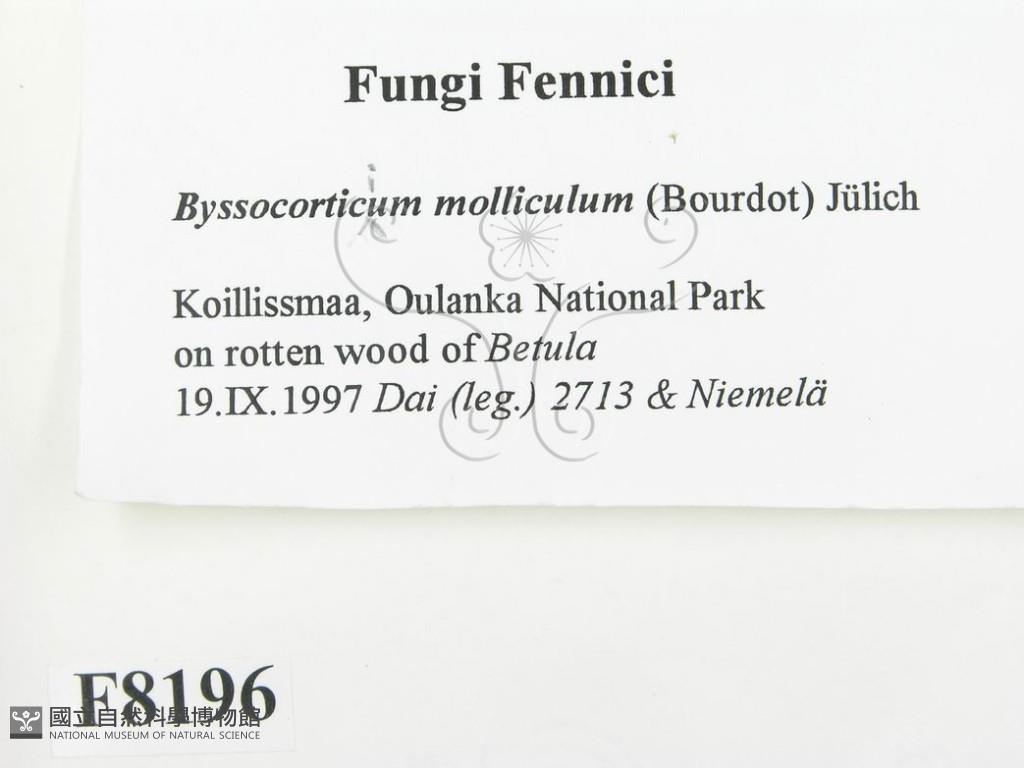 Fungi Fennici
i
Byssocorticum molliculum (Bourdot) Jülich
Koillissmaa, Oulanka National Park
on rotten wood of Betula
19.IX.1997 Dai (leg.) 2713 & Niemelä
F8196
國立自然科學博物館
NATIONAL MUSEUM OF NATURAL SCIENCE